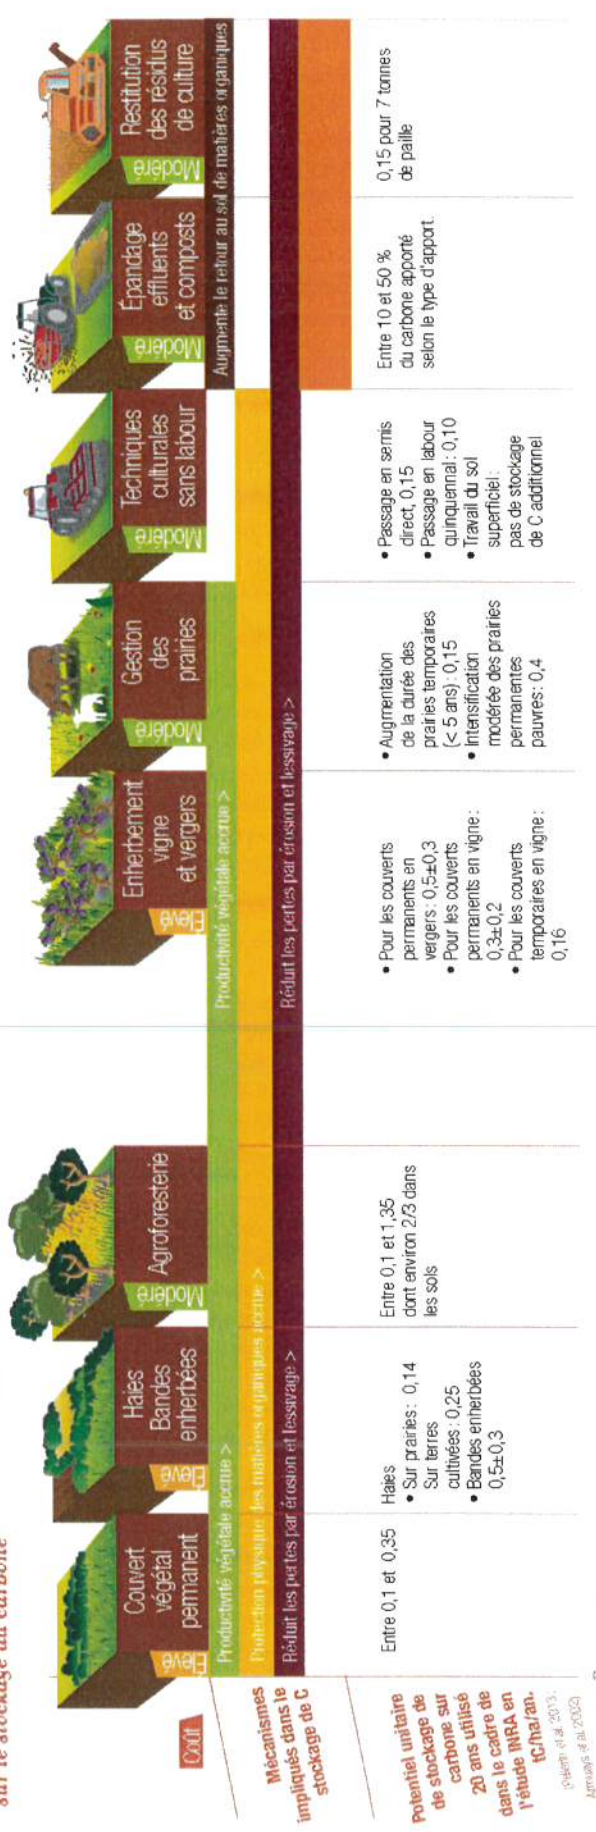 sur le stockage du carbone
Coût
Élevé
Couvert
végétal
permanent
Élevé
Haies
Bandes
enherbées
Modéré
Agroforesterie
Élevé
Enherbement
vigne
et vergers
Modéré
Gestion
des
prairies
Modéré
Techniques
culturales
sans labour
Modéré
Épandage
effluents
et composts
Modéré
Restitution
des résidus
de culture
Mécanismes
impliqués dans le
stockage de C
Productivité végétale accrue >
Productivité végétale accrue >
Augmente le retour au sol de matières organiques
Protection physique des matières organiques accrue >
Réduit les pertes par érosion et lessivage >
Réduit les pertes par érosion et lessivage >
Potentiel unitaire
de stockage de
carbone sur
20 ans utilisé
dans le cadre de
l'étude INRA en
tC/ha/an.
(Pellerin et al. 2013 ;
Arrouays et al. 2002)
Entre 0,1 et 0,35
Haies
• Sur prairies : 0,14
Sur terres
cultivées : 0,25
• Bandes enherbées
0,5±0,3
Entre 0,1 et 1,35
dont environ 2/3 dans
les sols
• Pour les couverts
permanents en
vergers : 0,5±0,3
• Pour les couverts
permanents en vigne :
0,3±0,2
• Pour les couverts
temporaires en vigne :
0,16
• Augmentation
de la durée des
prairies temporaires
(< 5 ans) : 0,15
• Intensification
modérée des prairies
permanentes
pauvres: 0,4
• Passage en semis
direct, 0,15
• Passage en labour
quinquennal : 0,10
• Travail du sol
superficiel :
pas de stockage
de C additionnel
Entre 10 et 50 %
du carbone apporté
selon le type d'apport.
0,15 pour 7 tonnes
de paille